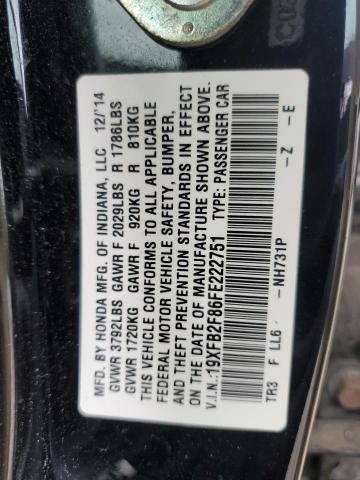 MFD. BY HONDA MFG. OF INDIANA, LLC 12/'14
GVWR 3792LBS GAWR F 2029LBS R 1786LBS
GVWR 1720KG GAWR F 920KG R 810KG
THIS VEHICLE CONFORMS TO ALL APPLICABLE
FEDERAL MOTOR VEHICLE SAFETY, BUMPER,
AND THEFT PREVENTION STANDARDS IN EFFECT
ON THE DATE OF MANUFACTURE SHOWN ABOVE.
V.I.N.:19XFB2F86FE222751 TYPE: PASSENGER CAR
TR3 F LL6 -NH731P -Z -E